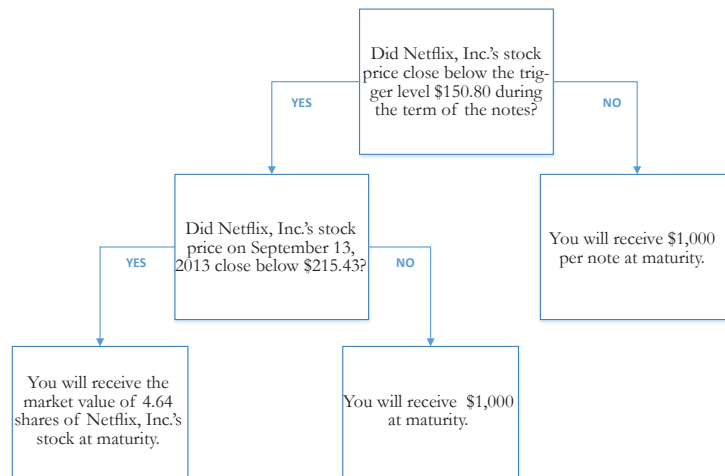 Did Netflix, Inc.'s stock
price close below the trig-
ger level $150.80 during
the term of the notes?
YES
NO
Did Netflix, Inc.'s stock
price on September 13,
2013 close below $215.43?
You will receive $1,000
per note at maturity.
YES
NO
You will receive the
market value of 4.64
shares of Netflix, Inc.'s
stock at maturity.
You will receive $1,000
at maturity.